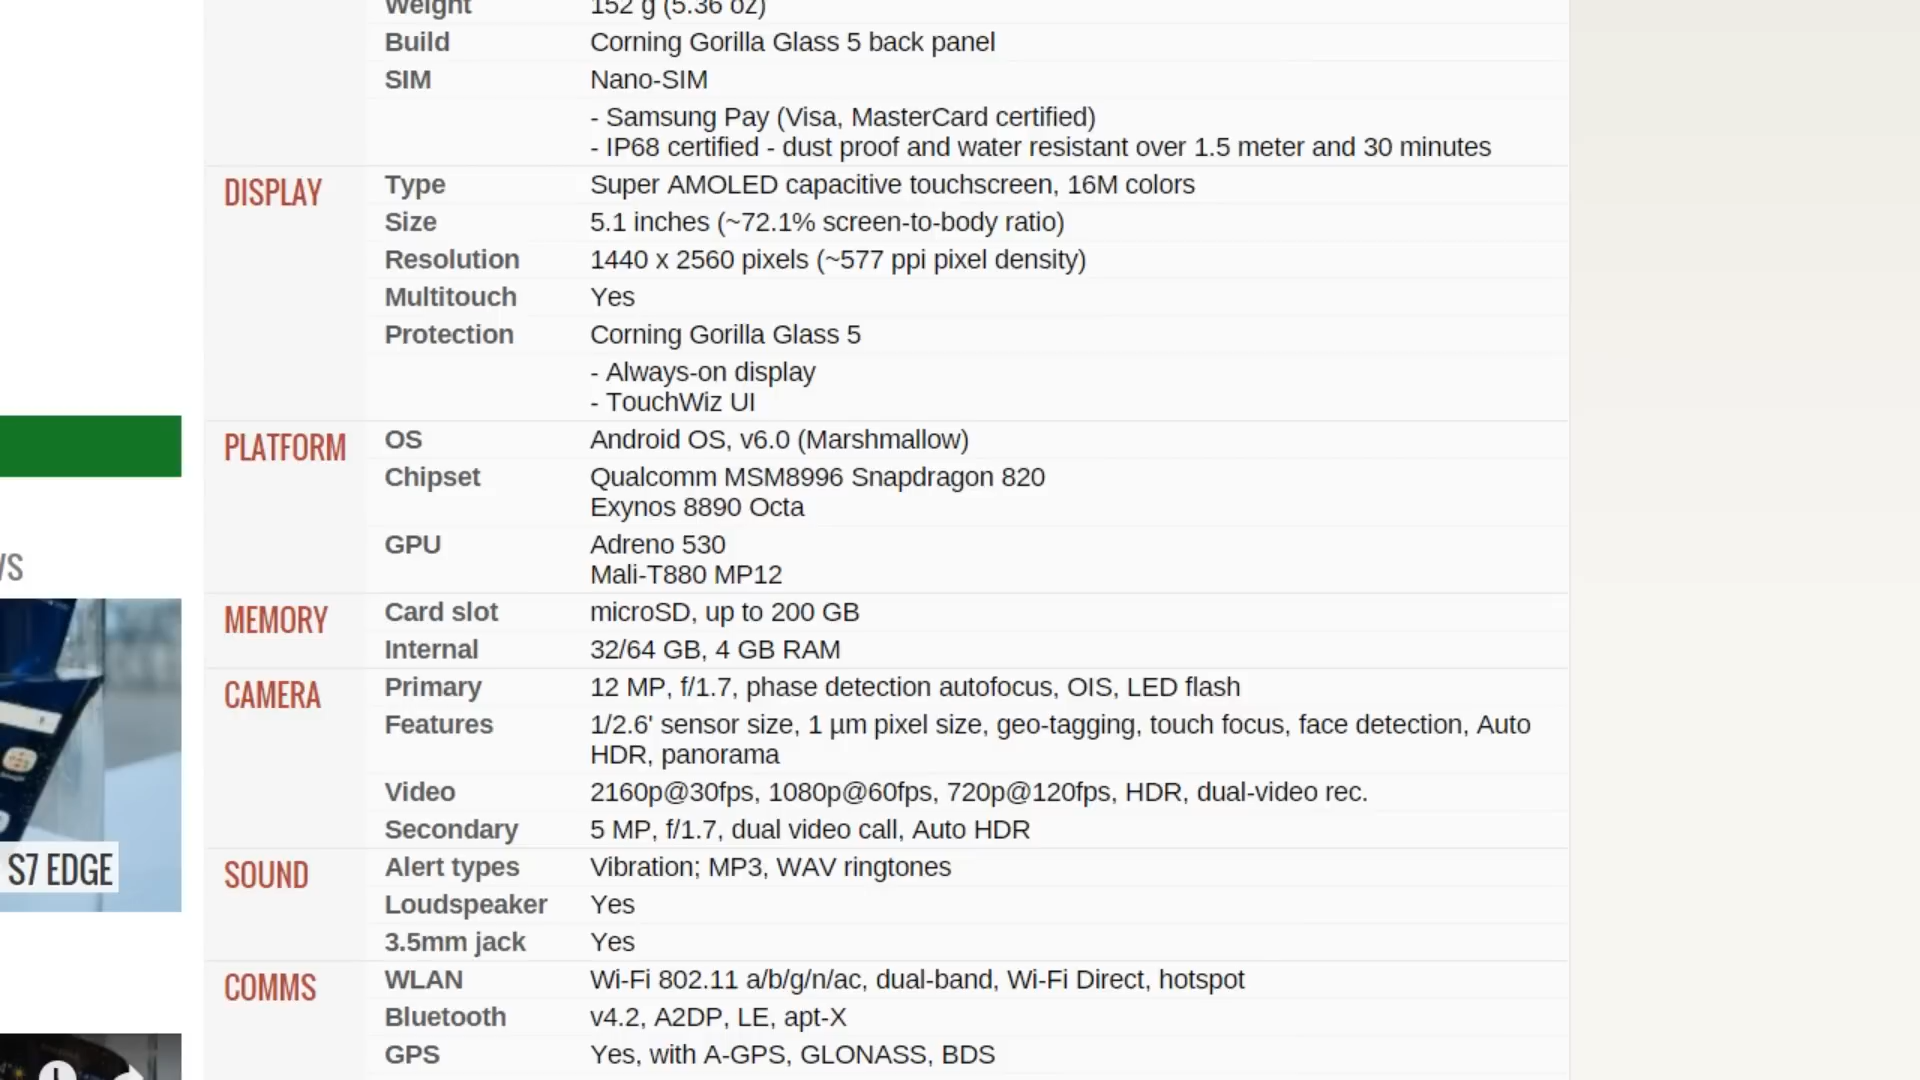 Weight 152 g (5.36 oz)
Build Corning Gorilla Glass 5 back panel
SIM Nano-SIM
- Samsung Pay (Visa, MasterCard certified)
- IP68 certified - dust proof and water resistant over 1.5 meter and 30 minutes
DISPLAY Type Super AMOLED capacitive touchscreen, 16M colors
Size 5.1 inches (~72.1% screen-to-body ratio)
Resolution 1440 x 2560 pixels (~577 ppi pixel density)
Multitouch Yes
Protection Corning Gorilla Glass 5
- Always-on display
- TouchWiz UI
PLATFORM OS Android OS, v6.0 (Marshmallow)
Chipset Qualcomm MSM8996 Snapdragon 820
Exynos 8890 Octa
GPU Adreno 530
Mali-T880 MP12
MEMORY Card slot microSD, up to 200 GB
Internal 32/64 GB, 4 GB RAM
CAMERA Primary 12 MP, f/1.7, phase detection autofocus, OIS, LED flash
Features 1/2.6' sensor size, 1 µm pixel size, geo-tagging, touch focus, face detection, Auto
HDR, panorama
Video 2160p@30fps, 1080p@60fps, 720p@120fps, HDR, dual-video rec.
Secondary 5 MP, f/1.7, dual video call, Auto HDR
S7 EDGE
SOUND Alert types Vibration; MP3, WAV ringtones
Loudspeaker Yes
3.5mm jack Yes
COMMS WLAN Wi-Fi 802.11 a/b/g/n/ac, dual-band, Wi-Fi Direct, hotspot
Bluetooth v4.2, A2DP, LE, apt-X
GPS Yes, with A-GPS, GLONASS, BDS